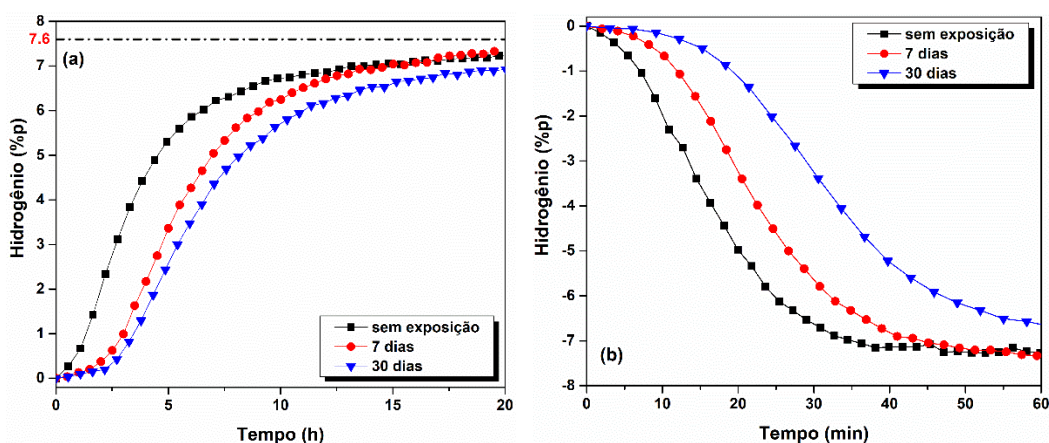 8
7.6
7
6
5
4
3
2
1
0
Hidrogênio (%p)
(a)
sem exposição
7 dias
30 dias
0
5
10
15
20
Tempo (h)
0
-1
-2
-3
-4
-5
-6
-7
-8
Hidrogênio (%p)
sem exposição
7 dias
30 dias
(b)
0
10
20
30
40
50
60
Tempo (min)